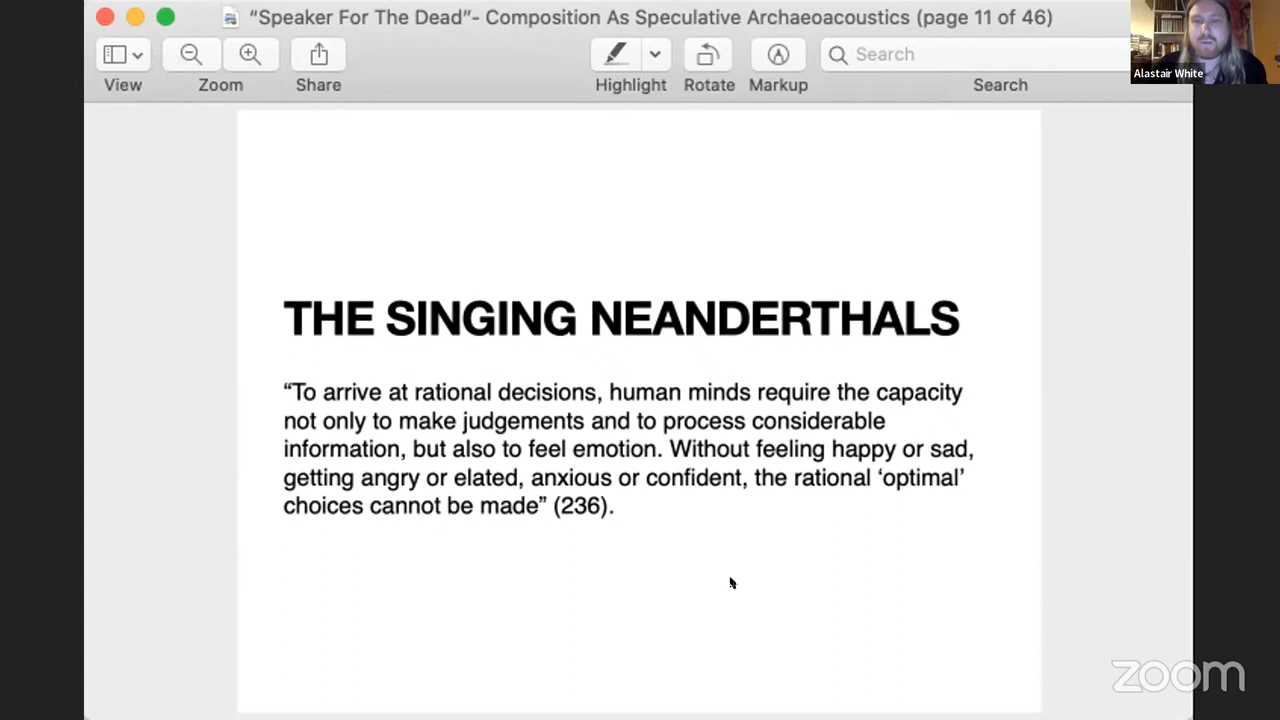 “Speaker For The Dead”- Composition As Speculative Archaeoacoustics (page 11 of 46)
Search
View
Zoom
Share
Highlight
Rotate
Markup
Search
Alastair White
THE SINGING NEANDERTHALS
“To arrive at rational decisions, human minds require the capacity
not only to make judgements and to process considerable
information, but also to feel emotion. Without feeling happy or sad,
getting angry or elated, anxious or confident, the rational ‘optimal’
choices cannot be made” (236).
zoom